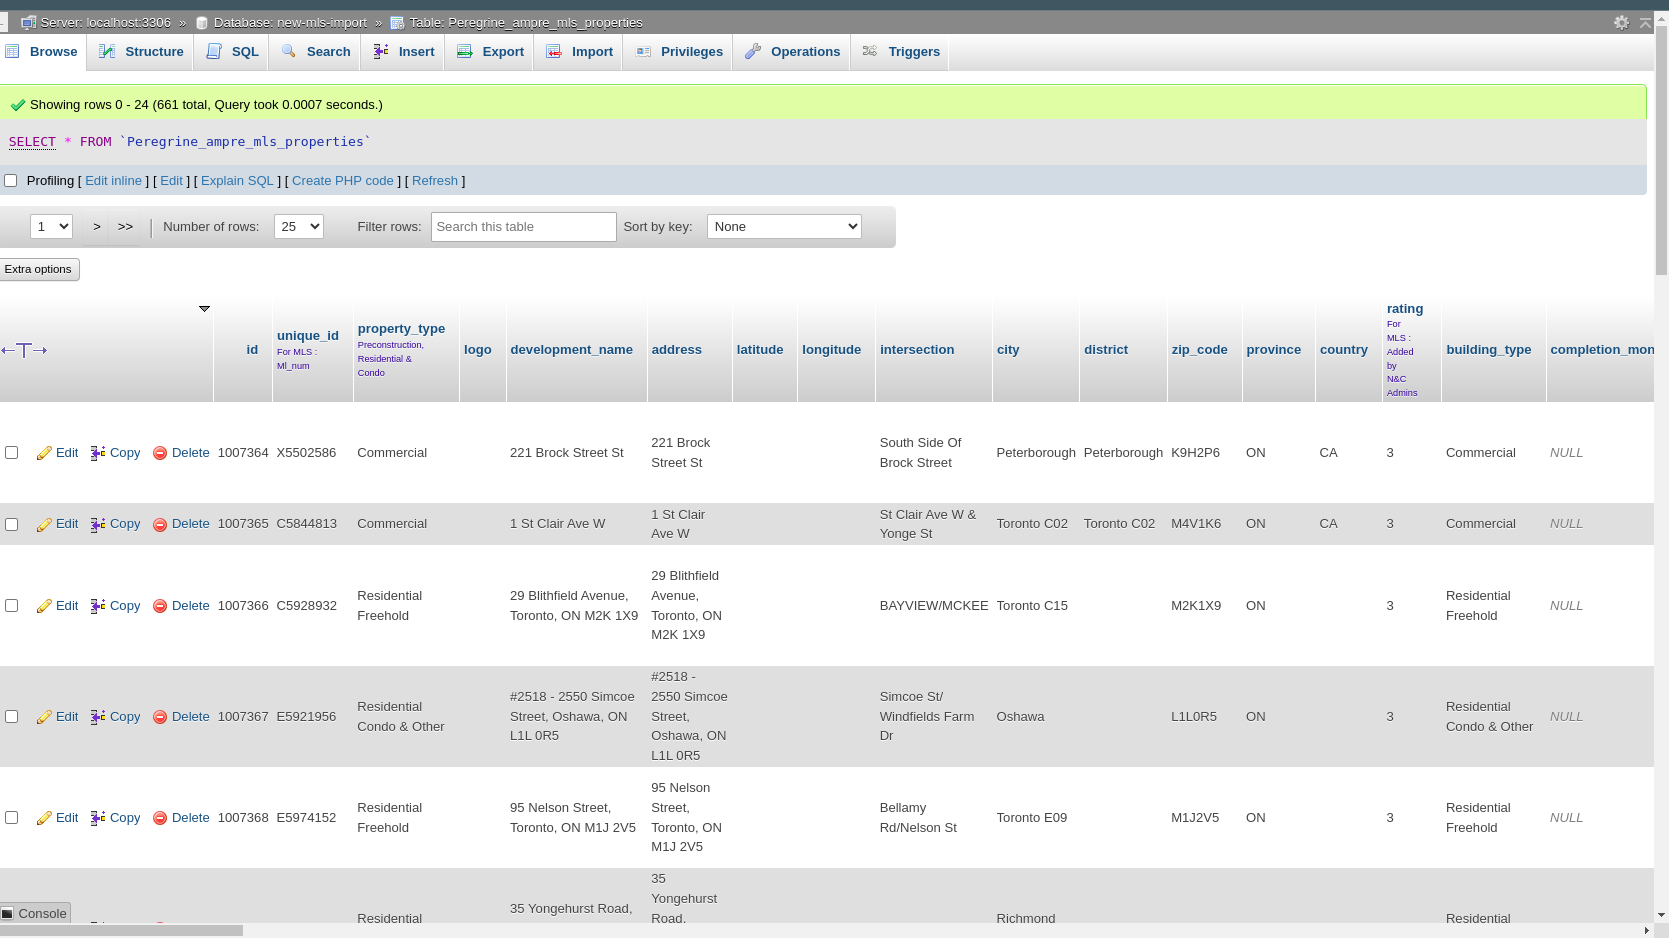 Server: localhost:3306 » Database: new-mls-import » Table: Peregrine_ampre_mls_properties
Browse Structure SQL Search Insert Export Import Privileges Operations Triggers
Showing rows 0 - 24 (661 total, Query took 0.0007 seconds.)
SELECT * FROM `Peregrine_ampre_mls_properties`
Profiling [ Edit inline ] [ Edit ] [ Explain SQL ] [ Create PHP code ] [ Refresh ]
1 > >> | Number of rows: 25 Filter rows: Search this table Sort by key: None
Extra options
←T→
id
unique_id
For MLS :
Ml_num
property_type
Preconstruction,
Residential &
Condo
logo
development_name
address
latitude
longitude
intersection
city
district
zip_code
province
country
rating
For
MLS :
Added
by
N&C
Admins
building_type
completion_mon
Edit Copy Delete 1007364 X5502586 Commercial
221 Brock Street St
221 Brock
Street St
South Side Of
Brock Street
Peterborough Peterborough K9H2P6 ON CA 3 Commercial NULL
Edit Copy Delete 1007365 C5844813 Commercial
1 St Clair Ave W
1 St Clair
Ave W
St Clair Ave W &
Yonge St
Toronto C02 Toronto C02 M4V1K6 ON CA 3 Commercial NULL
Edit Copy Delete 1007366 C5928932
Residential
Freehold
29 Blithfield Avenue,
Toronto, ON M2K 1X9
29 Blithfield
Avenue,
Toronto, ON
M2K 1X9
BAYVIEW/MCKEE Toronto C15 M2K1X9 ON 3
Residential
Freehold
NULL
Edit Copy Delete 1007367 E5921956
Residential
Condo & Other
#2518 - 2550 Simcoe
Street, Oshawa, ON
L1L 0R5
#2518 -
2550 Simcoe
Street,
Oshawa, ON
L1L 0R5
Simcoe St/
Windfields Farm
Dr
Oshawa L1L0R5 ON 3
Residential
Condo & Other
NULL
Edit Copy Delete 1007368 E5974152
Residential
Freehold
95 Nelson Street,
Toronto, ON M1J 2V5
95 Nelson
Street,
Toronto, ON
M1J 2V5
Bellamy
Rd/Nelson St
Toronto E09 M1J2V5 ON 3
Residential
Freehold
NULL
Residential
35 Yongehurst Road,
35
Yongehurst
Road,
Richmond
Residential
Console